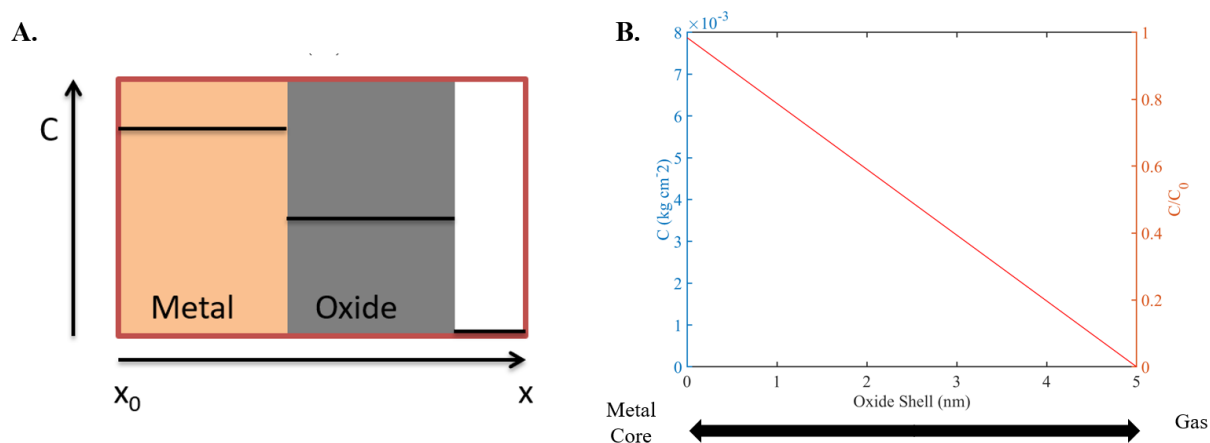 A.
C
Metal
Oxide
x₀
x
B.
×10⁻³
8
7
6
5
4
3
2
1
0
C (kg cm⁻2)
1
0.8
0.6
0.4
0.2
0
C/C₀
0 1 2 3 4 5
Oxide Shell (nm)
Metal
Core
Gas